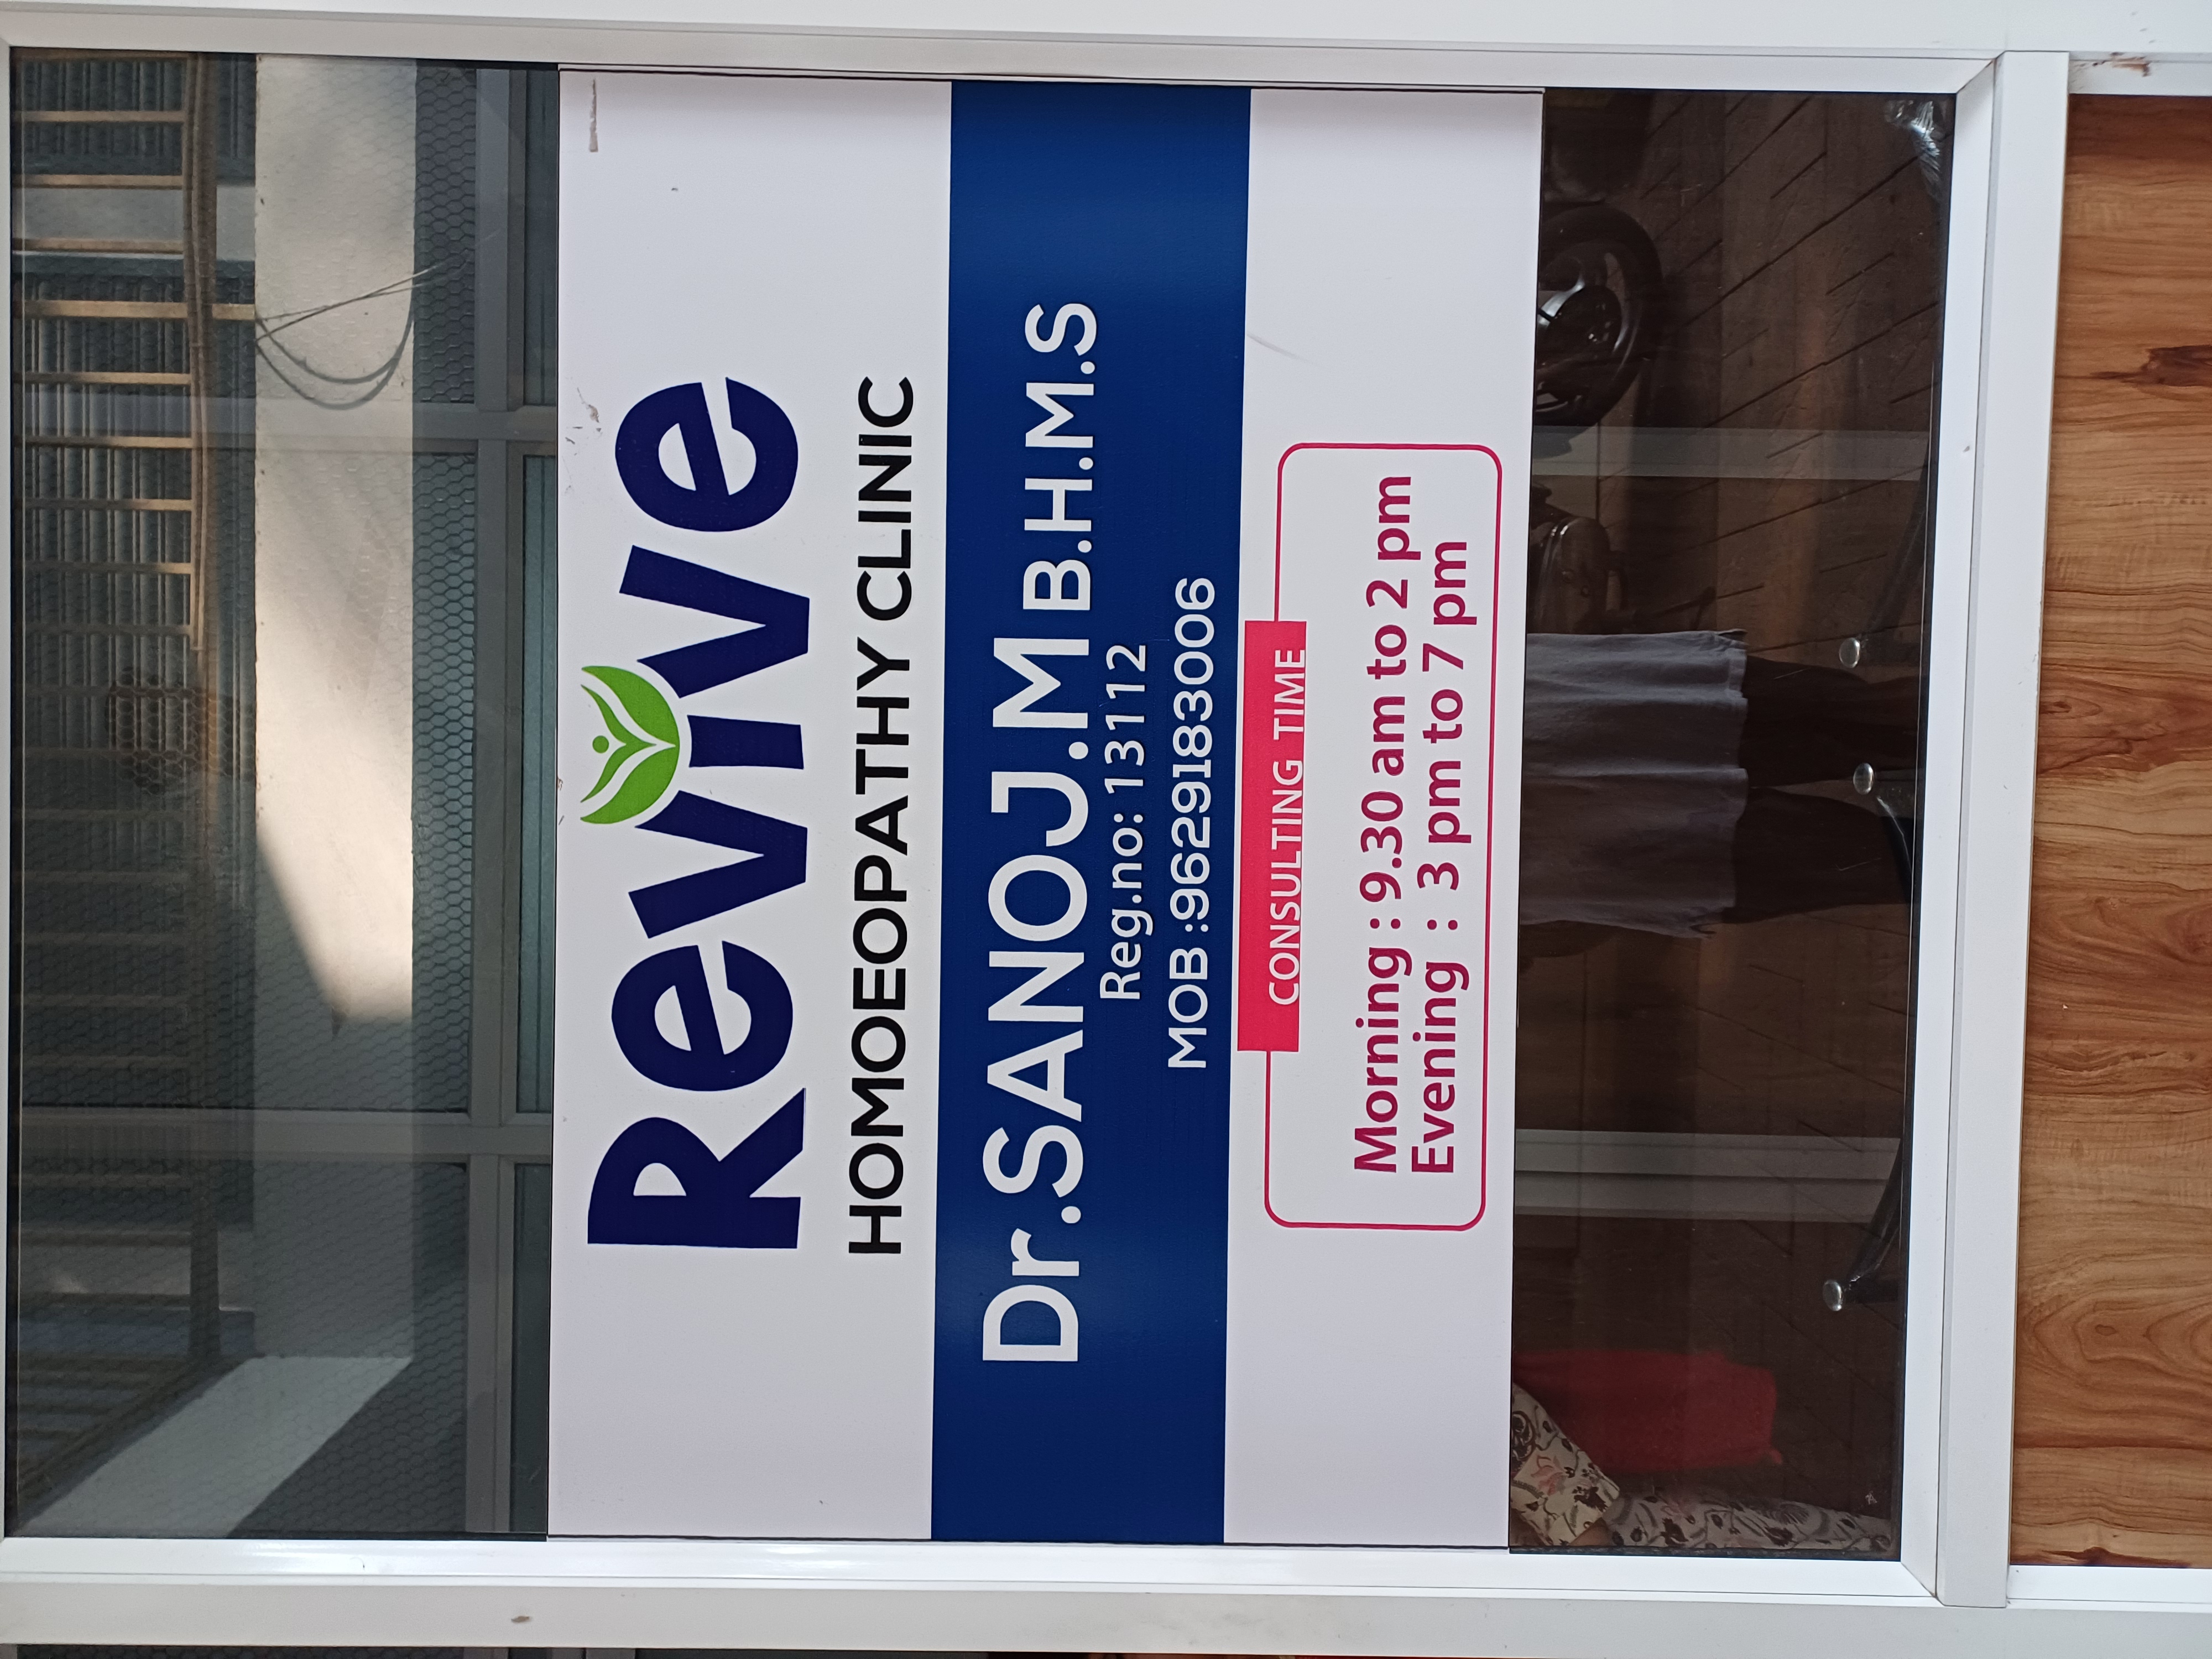 Revive
HOMOEOPATHY CLINIC
Dr.SANOJ.M B.H.M.S
Reg.no: 13112
MOB :9629183006
CONSULTING TIME
Morning : 9.30 am to 2 pm
Evening : 3 pm to 7 pm